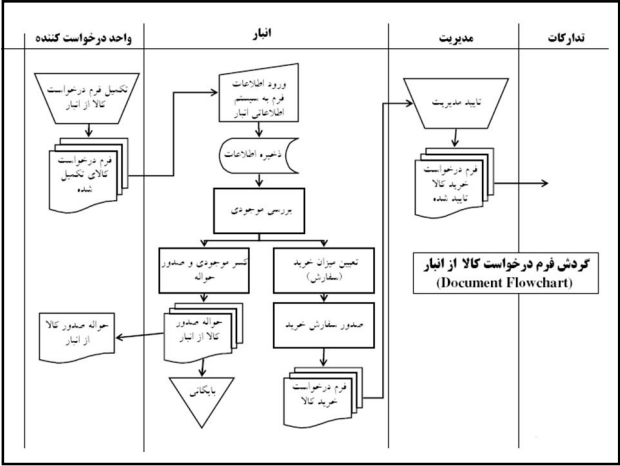 واحد درخواست کننده
انبار
مدیریت
تدارکات
تکمیل فرم درخواست
کالا از انبار
فرم درخواست
کالای تکمیل
شده
ورود اطلاعات
فرم به سیستم
اطلاعاتی انبار
ذخیره اطلاعات
بررسی موجودی
کسر موجودی و صدور
حواله
تعیین میزان خرید
(سفارش)
حواله صدور
کالا از انبار
حواله صدور کالا
از انبار
بایگانی
صدور سفارش خرید
فرم درخواست
خرید کالا
تایید مدیریت
فرم درخواست
خرید کالا
تایید شده
گردش فرم درخواست کالا از انبار
(Document Flowchart)